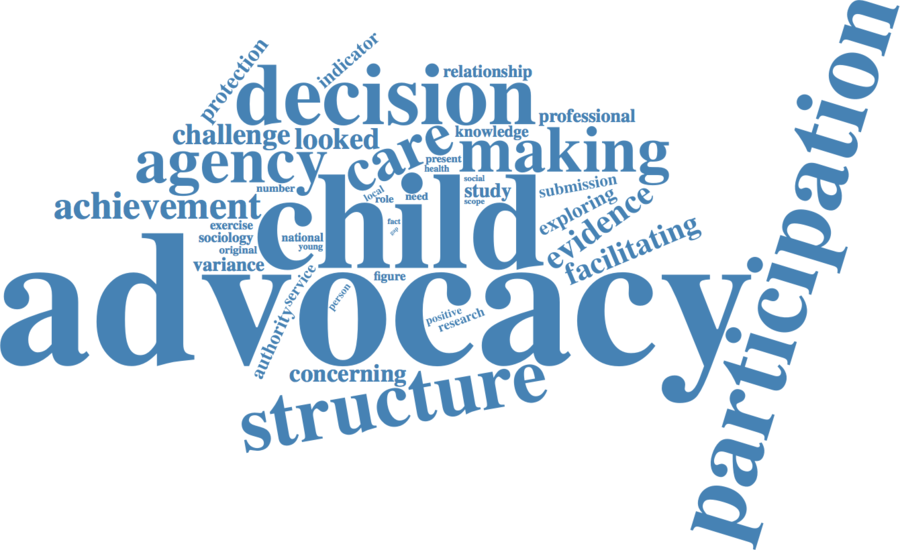 protection
indicator
decision
relationship
professional
challenge
looked
care
knowledge
agency
making
present
health
number
local
role
need
social
study
scope
submission
achievement
child
exploring
evidence
exercise
sociology
original
national
young
fact
gap
variance
facilitating
advocacy
service
authority
person
figure
positive
research
concerning
structure
participation